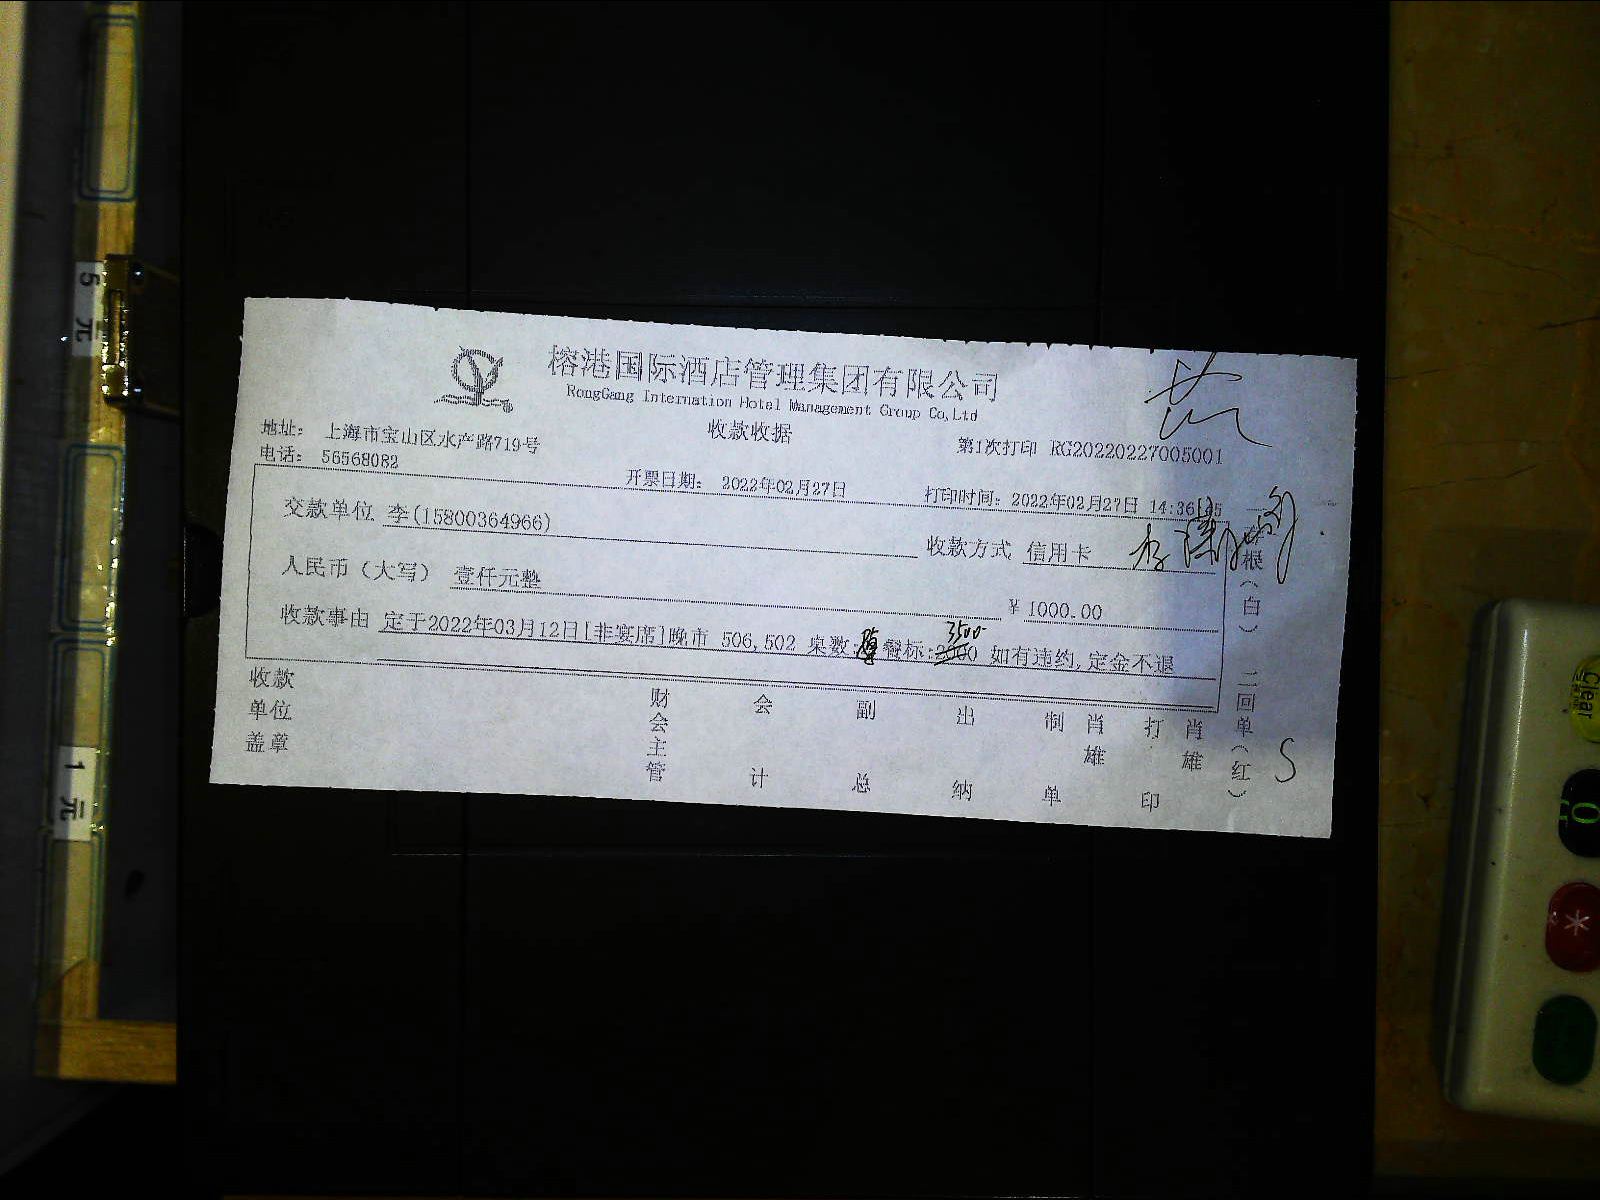 榕港国际酒店管理集团有限公司
RongGang Internation Hotel Management Group Co,Ltd
收款收据
地址： 上海市宝山区水产路719号
第1次打印 RG20220227005001
电话： 56568082
开票日期： 2022年02月27日
打印时间：2022年02月27日 14:36
交款单位 李(15800364966)
收款方式 信用卡
人民币（大写） 壹仟元整
￥1000.00
收款事由 定于2022年03月12日[非宴席]晚市 506,502 桌数: 餐标: 3500 如有违约,定金不退
收款单位盖章
财会主管
会计
副总
出纳
制单
肖雄
打印
肖雄
根（白） 二回单（红）
5元
1元
Clear
*